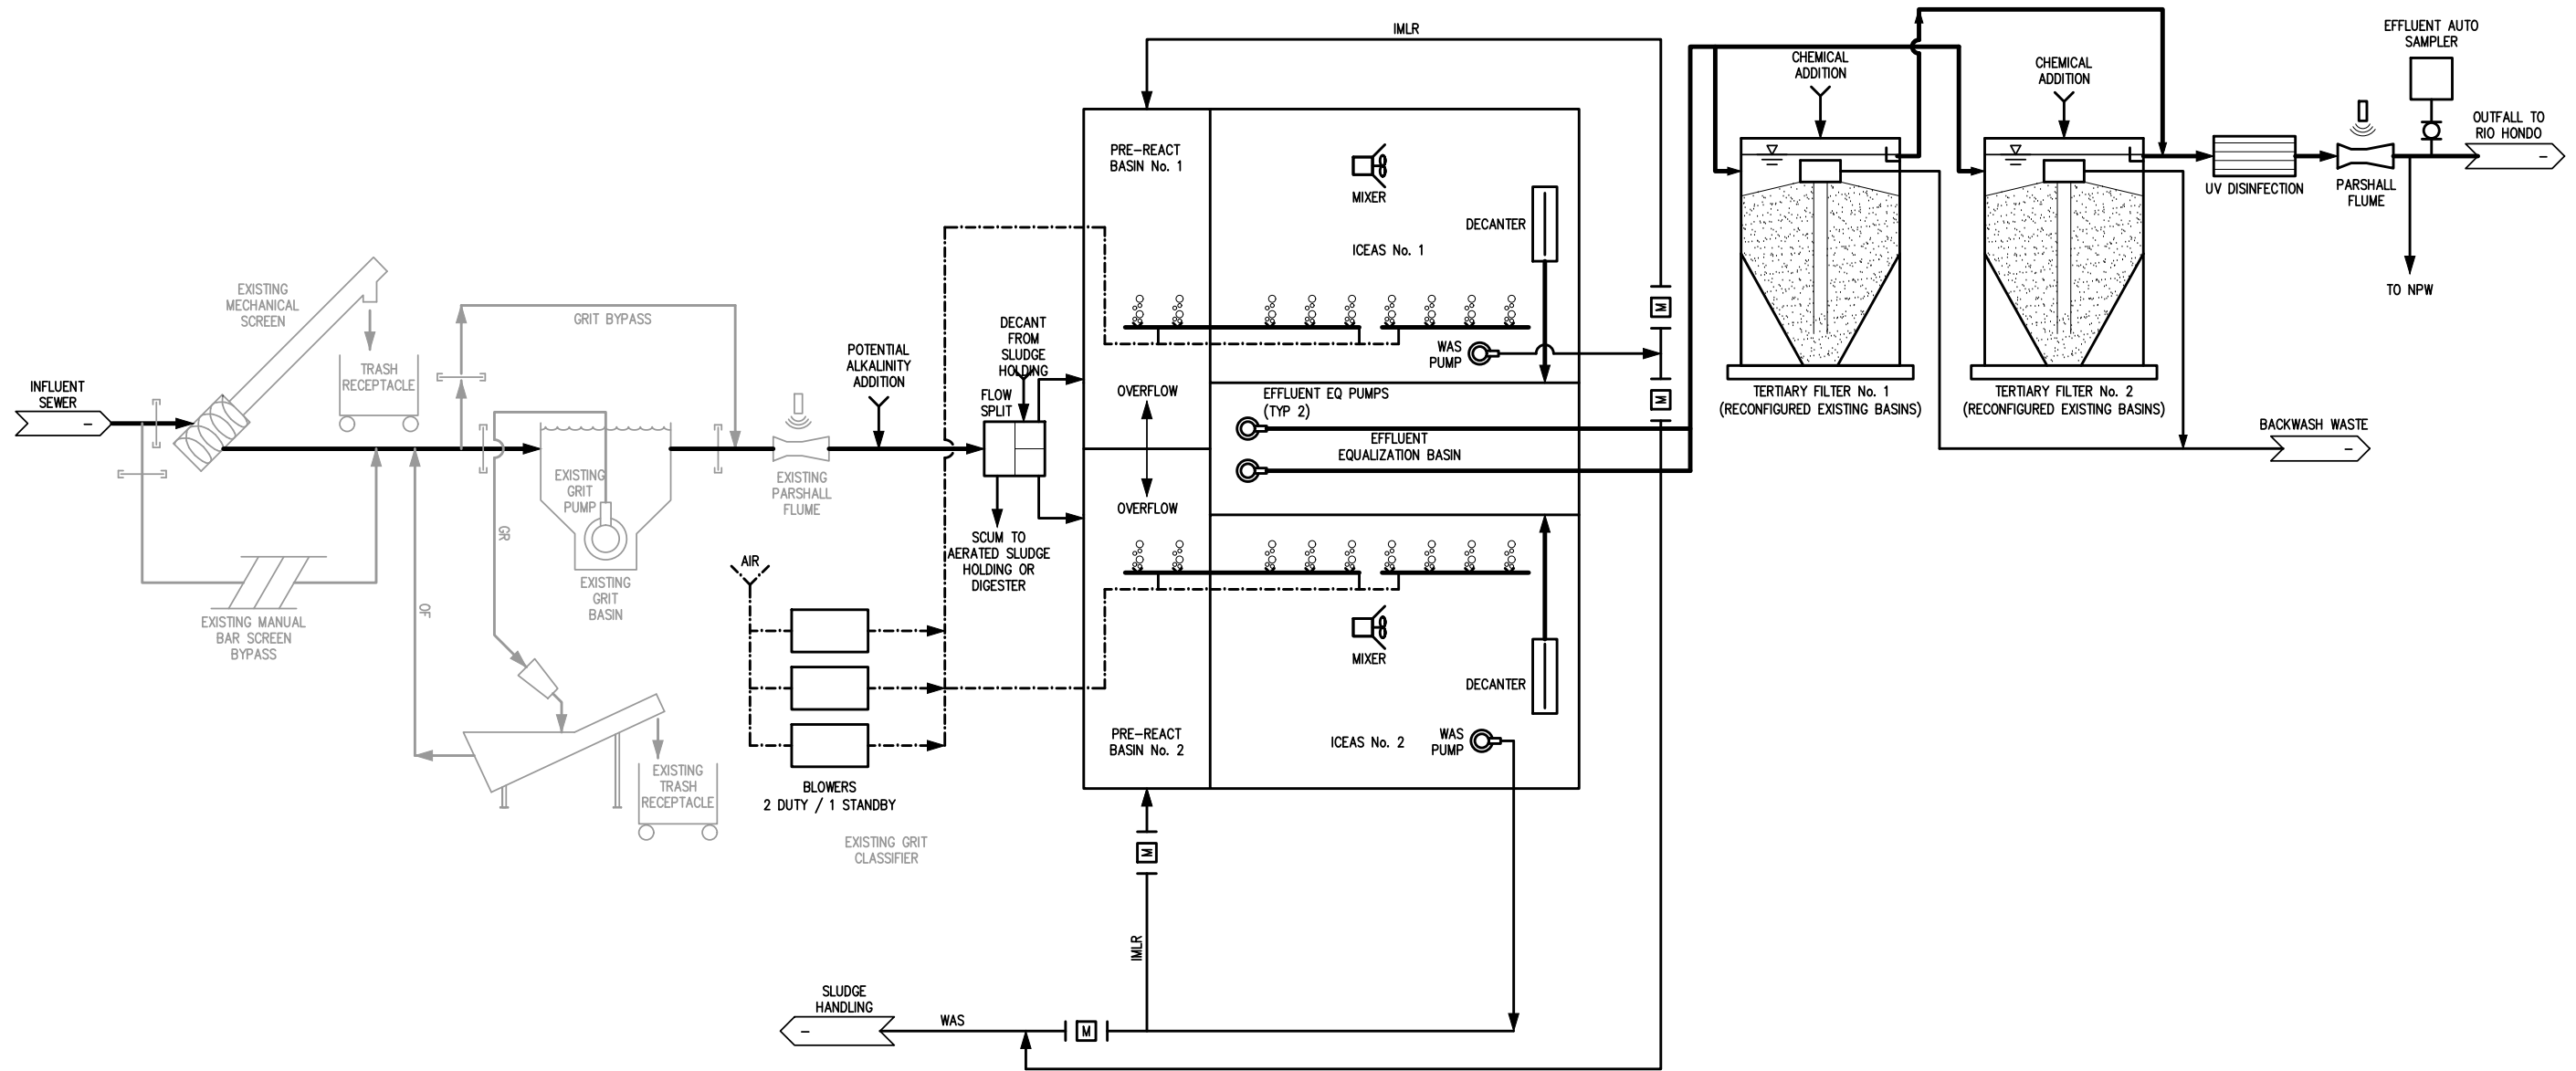 INFLUENT
SEWER
EXISTING
MECHANICAL
SCREEN
TRASH
RECEPTACLE
EXISTING MANUAL
BAR SCREEN
BYPASS
GRIT BYPASS
GR
OF
EXISTING
GRIT
PUMP
EXISTING
GRIT
BASIN
EXISTING
TRASH
RECEPTACLE
EXISTING GRIT
CLASSIFIER
EXISTING
PARSHALL
FLUME
POTENTIAL
ALKALINITY
ADDITION
AIR
BLOWERS
2 DUTY / 1 STANDBY
DECANT
FROM
SLUDGE
HOLDING
FLOW
SPLIT
SCUM TO
AERATED SLUDGE
HOLDING OR
DIGESTER
IMLR
PRE-REACT
BASIN No. 1
MIXER
ICEAS No. 1
DECANTER
WAS
PUMP
M
M
OVERFLOW
OVERFLOW
EFFLUENT EQ PUMPS
(TYP 2)
EFFLUENT
EQUALIZATION BASIN
MIXER
DECANTER
PRE-REACT
BASIN No. 2
ICEAS No. 2
WAS
PUMP
M
IMLR
SLUDGE
HANDLING
-
WAS
M
CHEMICAL
ADDITION
TERTIARY FILTER No. 1
(RECONFIGURED EXISTING BASINS)
CHEMICAL
ADDITION
TERTIARY FILTER No. 2
(RECONFIGURED EXISTING BASINS)
BACKWASH WASTE
-
UV DISINFECTION
PARSHALL
FLUME
EFFLUENT AUTO
SAMPLER
OUTFALL TO
RIO HONDO
-
TO NPW
-